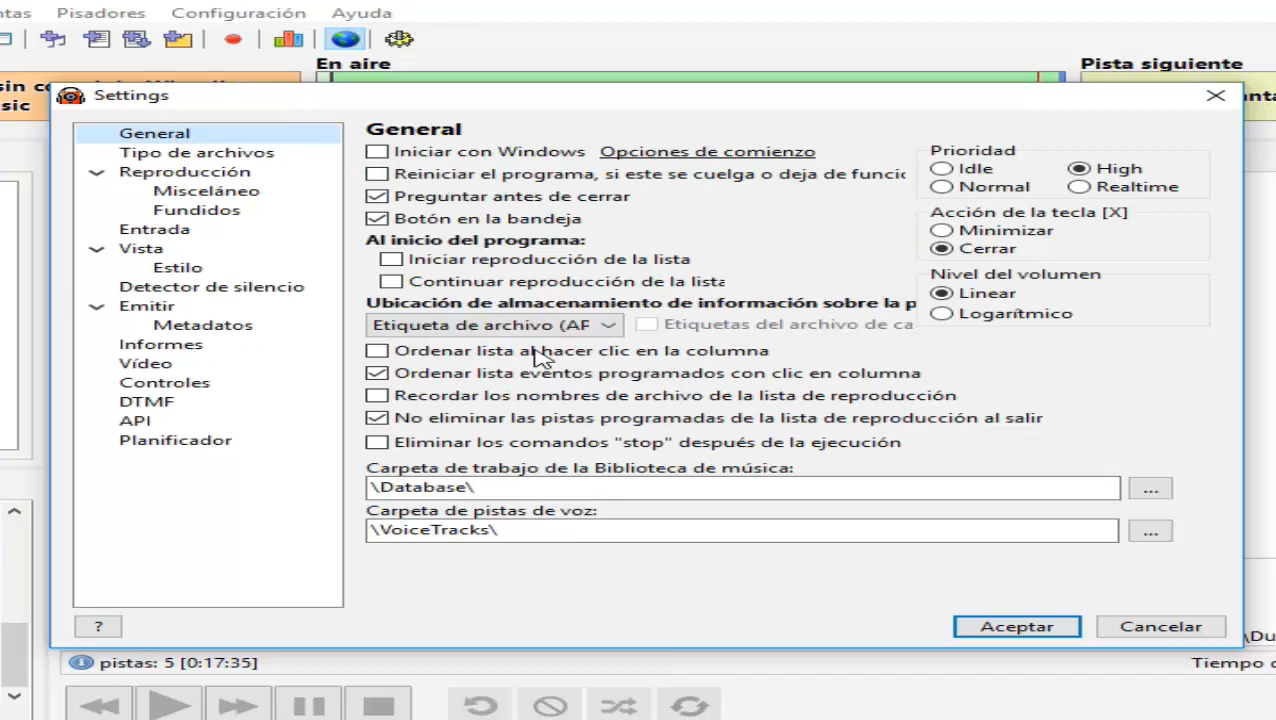 Pisadores Configuración Ayuda
En aire
Pista siguiente
Settings
General
Tipo de archivos
Reproducción
Misceláneo
Fundidos
Entrada
Vista
Estilo
Detector de silencio
Emitir
Metadatos
Informes
Vídeo
Controles
DTMF
API
Planificador
General
Iniciar con Windows Opciones de comienzo
Reiniciar el programa, si este se cuelga o deja de funcio
Preguntar antes de cerrar
Botón en la bandeja
Al inicio del programa:
Iniciar reproducción de la lista
Continuar reproducción de la lista
Ubicación de almacenamiento de información sobre la p
Etiqueta de archivo (AP Etiquetas del archivo de ca
Ordenar lista al hacer clic en la columna
Ordenar lista eventos programados con clic en columna
Recordar los nombres de archivo de la lista de reproducción
No eliminar las pistas programadas de la lista de reproducción al salir
Eliminar los comandos "stop" después de la ejecución
Carpeta de trabajo de la Biblioteca de música:
\Database\
...
Carpeta de pistas de voz:
\VoiceTracks\
...
Prioridad
Idle High
Normal Realtime
Acción de la tecla [X]
Minimizar
Cerrar
Nivel del volumen
Linear
Logarítmico
?
Aceptar
Cancelar
pistas: 5 [0:17:35]
Tiempo